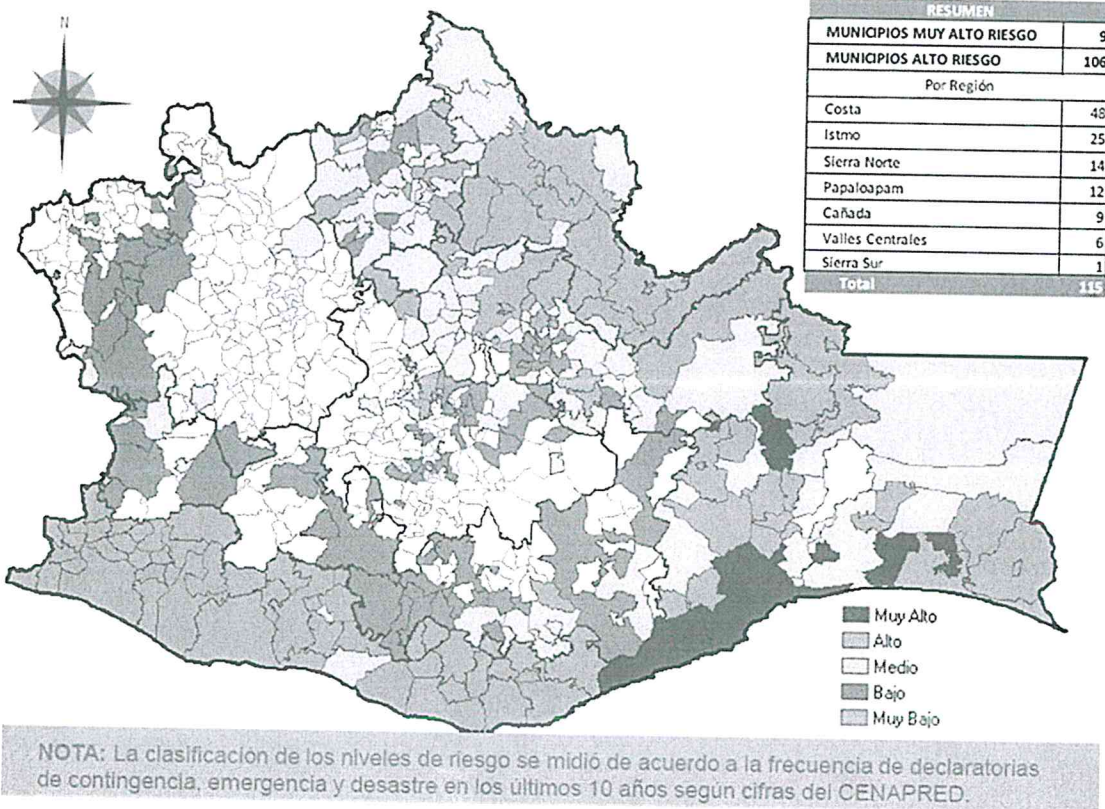 N
RESUMEN
MUNICIPIOS MUY ALTO RIESGO 9
MUNICIPIOS ALTO RIESGO 106
Por Región
Costa 48
Istmo 25
Sierra Norte 14
Papaloapam 12
Cañada 9
Valles Centrales 6
Sierra Sur 1
Total 115
Muy Alto
Alto
Medio
Bajo
Muy Bajo
NOTA: La clasificación de los niveles de riesgo se midió de acuerdo a la frecuencia de declaratorias
de contingencia, emergencia y desastre en los últimos 10 años según cifras del CENAPRED.